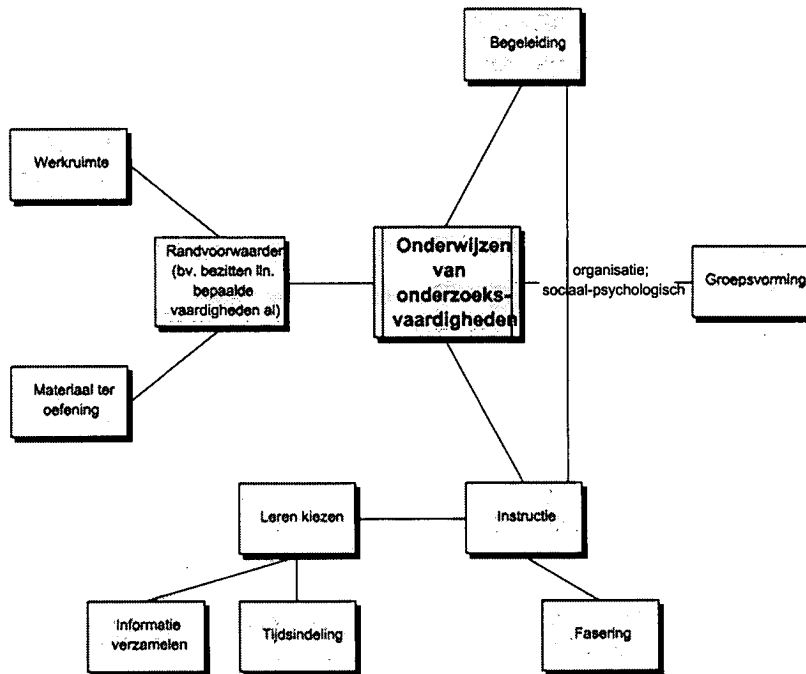 Begeleiding
Werkruimte
Randvoorwaarden
(bv. bezitten lln.
bepaalde
vaardigheden al)
Onderwijzen
van
onderzoeks-
vaardigheden
organisatie;
sociaal-psychologisch
Groepsvorming
Materiaal ter
oefening
Leren kiezen
Instructie
Informatie
verzamelen
Tijdsindeling
Fasering